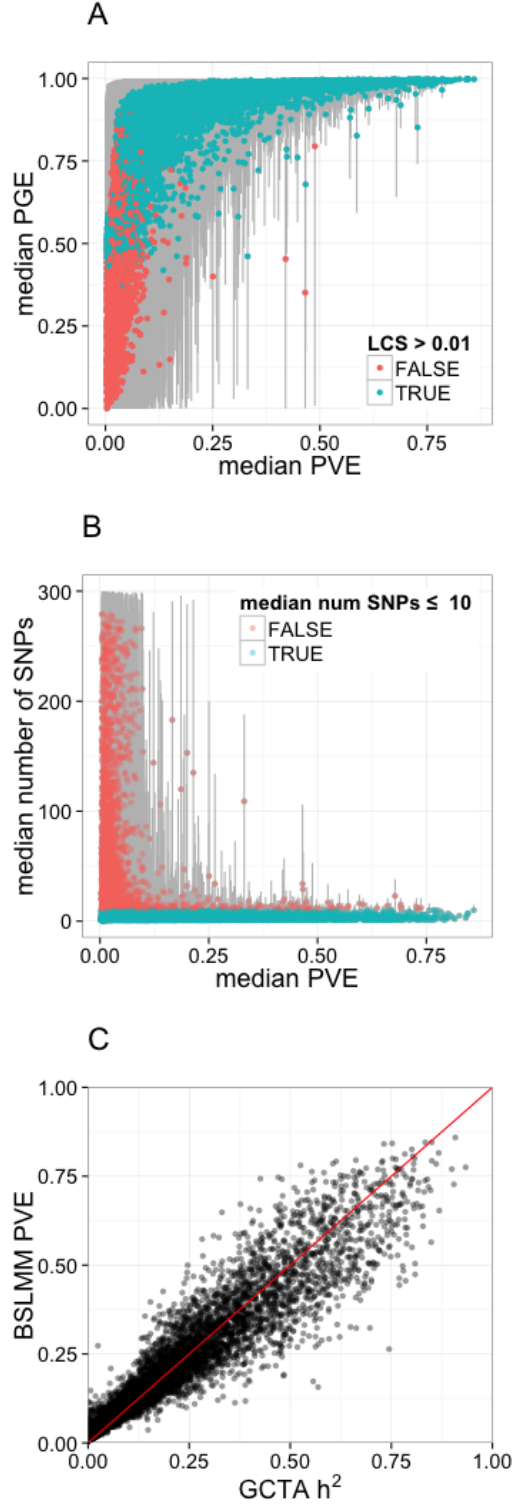 A
median PGE
1.00
0.75
0.50
0.25
0.00
LCS > 0.01
FALSE
TRUE
0.00 0.25 0.50 0.75
median PVE
B
median number of SNPs
300
200
100
0
median num SNPs ≤ 10
FALSE
TRUE
0.00 0.25 0.50 0.75
median PVE
C
BSLMM PVE
1.00
0.75
0.50
0.25
0.00
0.00 0.25 0.50 0.75 1.00
GCTA h²